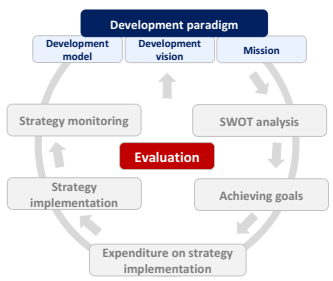 Development paradigm
Development
model
Development
vision
Mission
Strategy monitoring
SWOT analysis
Evaluation
Strategy
implementation
Achieving goals
Expenditure on strategy
implementation